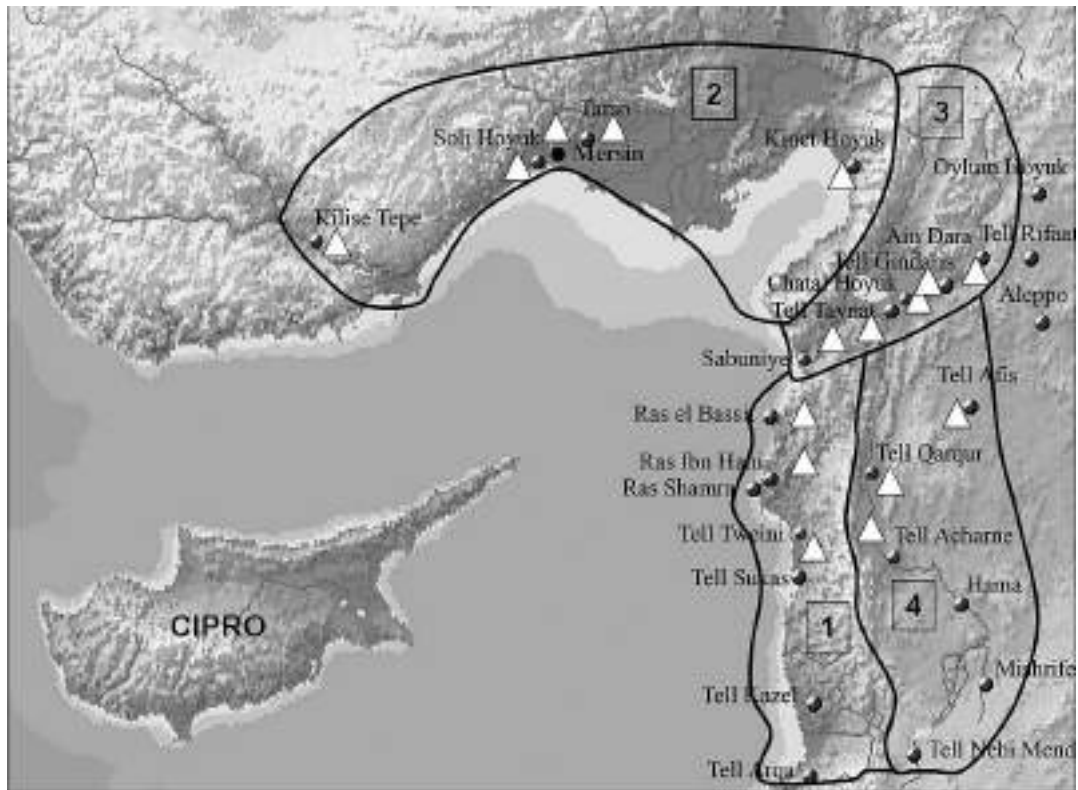 2
3
Tarso
Soli Hoyuk
Mersin
Kinet Hoyuk
Oylum Hoyuk
Kilise Tepe
Ain Dara
Tell Rifaat
Tell Gindaris
Chatal Hoyuk
Aleppo
Tell Taynat
Sabuniye
Tell Afis
Ras el Bassit
Tell Qarqur
Ras Ibn Hani
Ras Shamra
Tell Tweini
Tell Acharne
Tell Sukas
Hama
CIPRO
1
4
Mishrife
Tell Kazel
Tell Nebi Mend
Tell Arqa